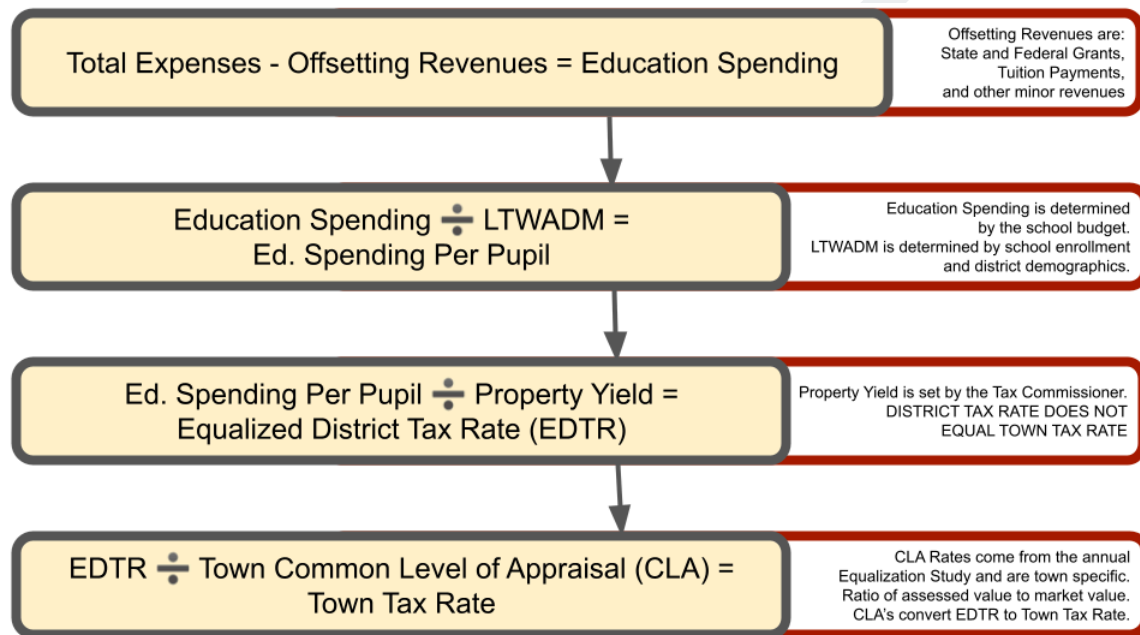 Total Expenses - Offsetting Revenues = Education Spending
Offsetting Revenues are:
State and Federal Grants,
Tuition Payments,
and other minor revenues
Education Spending ➗ LTWADM =
Ed. Spending Per Pupil
Education Spending is determined
by the school budget.
LTWADM is determined by school enrollment
and district demographics.
Ed. Spending Per Pupil ➗ Property Yield =
Equalized District Tax Rate (EDTR)
Property Yield is set by the Tax Commissioner.
DISTRICT TAX RATE DOES NOT
EQUAL TOWN TAX RATE
EDTR ➗ Town Common Level of Appraisal (CLA) =
Town Tax Rate
CLA Rates come from the annual
Equalization Study and are town specific.
Ratio of assessed value to market value.
CLA's convert EDTR to Town Tax Rate.